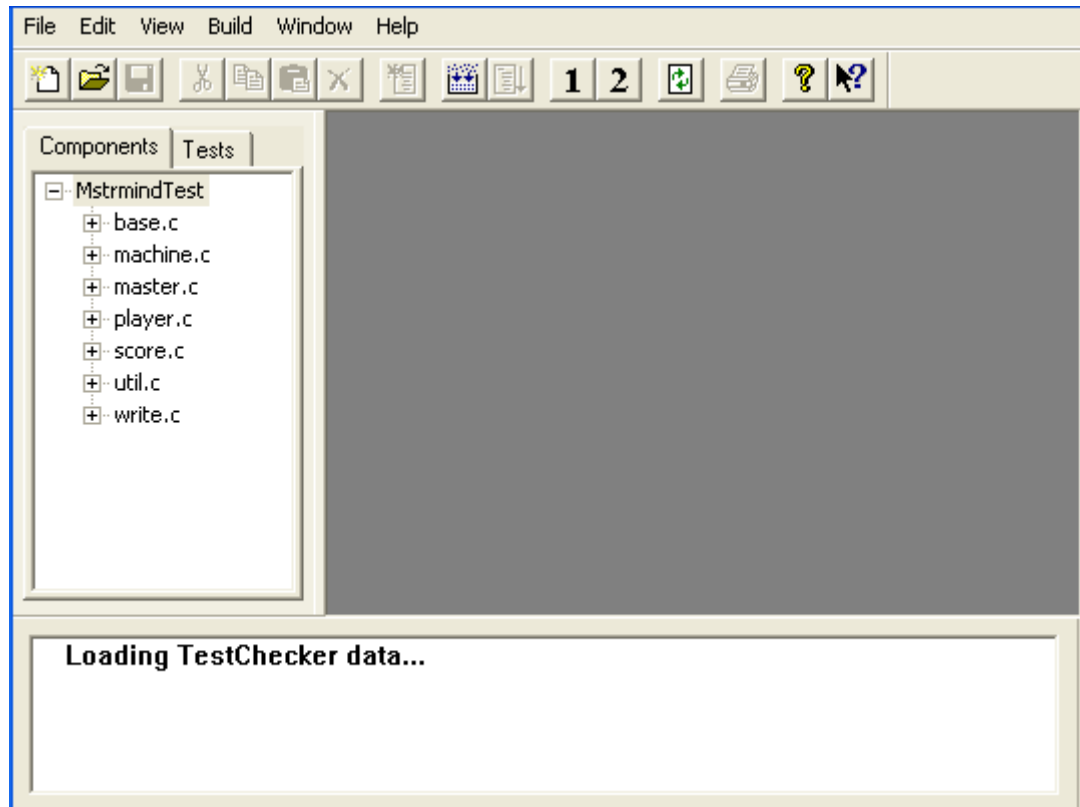 File Edit View Build Window Help
1 2 ? ?
Components Tests
MstrmindTest
base.c
machine.c
master.c
player.c
score.c
util.c
write.c
Loading TestChecker data...